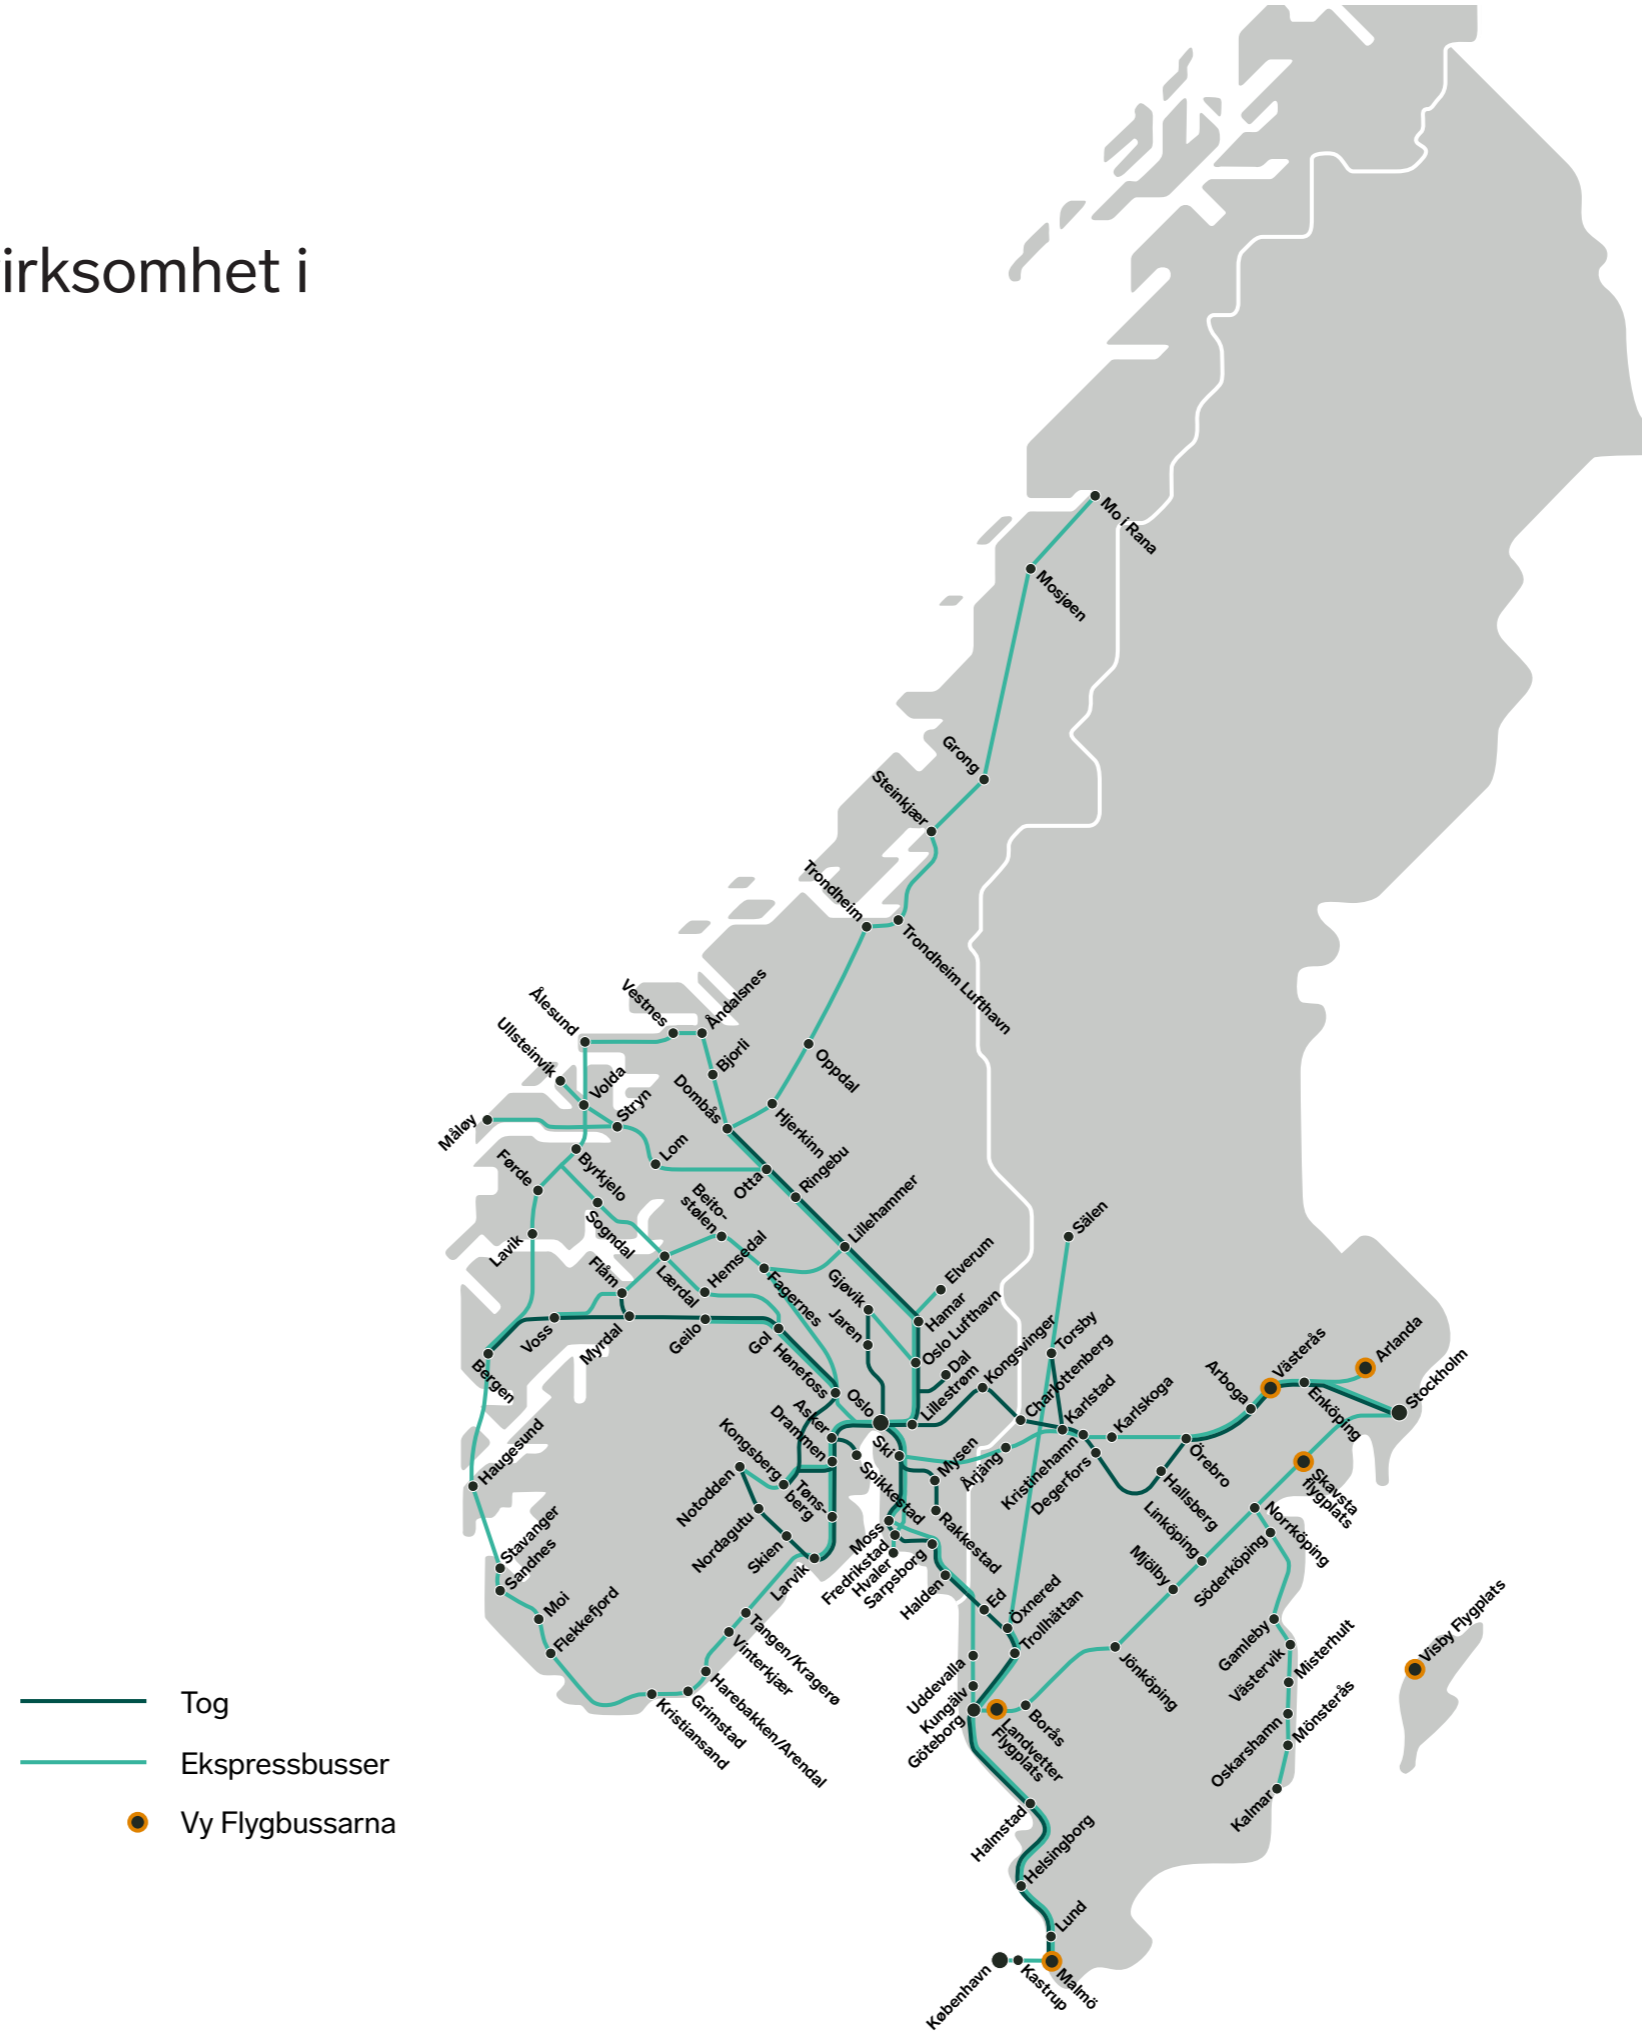 irksomhet i
Mo i Rana
Mosjøen
Grong
Steinkjær
Trondheim
Trondheim Lufthavn
Ålesund
Vestnes
Åndalsnes
Ullsteinvik
Bjorli
Oppdal
Volda
Stryn
Dombås
Hjerkinn
Måløy
Lom
Førde
Byrkjelo
Otta
Ringebu
Beito-
stølen
Lillehammer
Sälen
Lavik
Sogndal
Hemsedal
Elverum
Flåm
Lærdal
Fagernes
Gjøvik
Hamar
Oslo Lufthavn
Jaren
Voss
Myrdal
Geilo
Gol
Hønefoss
Dal
Kongsvinger
Torsby
Charlottenberg
Bergen
Oslo
Lillestrøm
Karlstad
Karlskoga
Arboga
Västerås
Arlanda
Enköping
Stockholm
Asker
Drammen
Kongsberg
Ski
Mysen
Årjäng
Kristinehamn
Degerfors
Örebro
Hallsberg
Skavsta
flygplats
Haugesund
Notodden
Tøns-
berg
Spikkestad
Rakkestad
Linköping
Norrköping
Nordagutu
Skien
Larvik
Moss
Fredrikstad
Hvaler
Sarpsborg
Halden
Ed
Öxnered
Trollhättan
Mjölby
Söderköping
Stavanger
Sandnes
Moi
Flekkefjord
Tangen/Kragerø
Vinterkjær
Harebakken/Arendal
Grimstad
Kristiansand
Uddevalla
Kungälv
Göteborg
Landvetter
Flygplats
Borås
Jönköping
Gamleby
Västervik
Misterhult
Oskarshamn
Mönsterås
Kalmar
Visby Flygplats
Tog
Ekspressbusser
Vy Flygbussarna
Halmstad
Helsingborg
Lund
København
Kastrup
Malmö